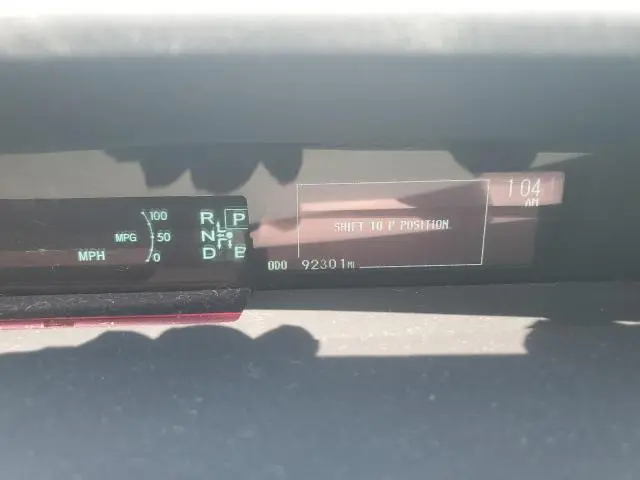 1 04
AM
100
R P
MPG 50
N
MPH 0
D B
SHIFT TO P POSITION.
ODO 92301 MI